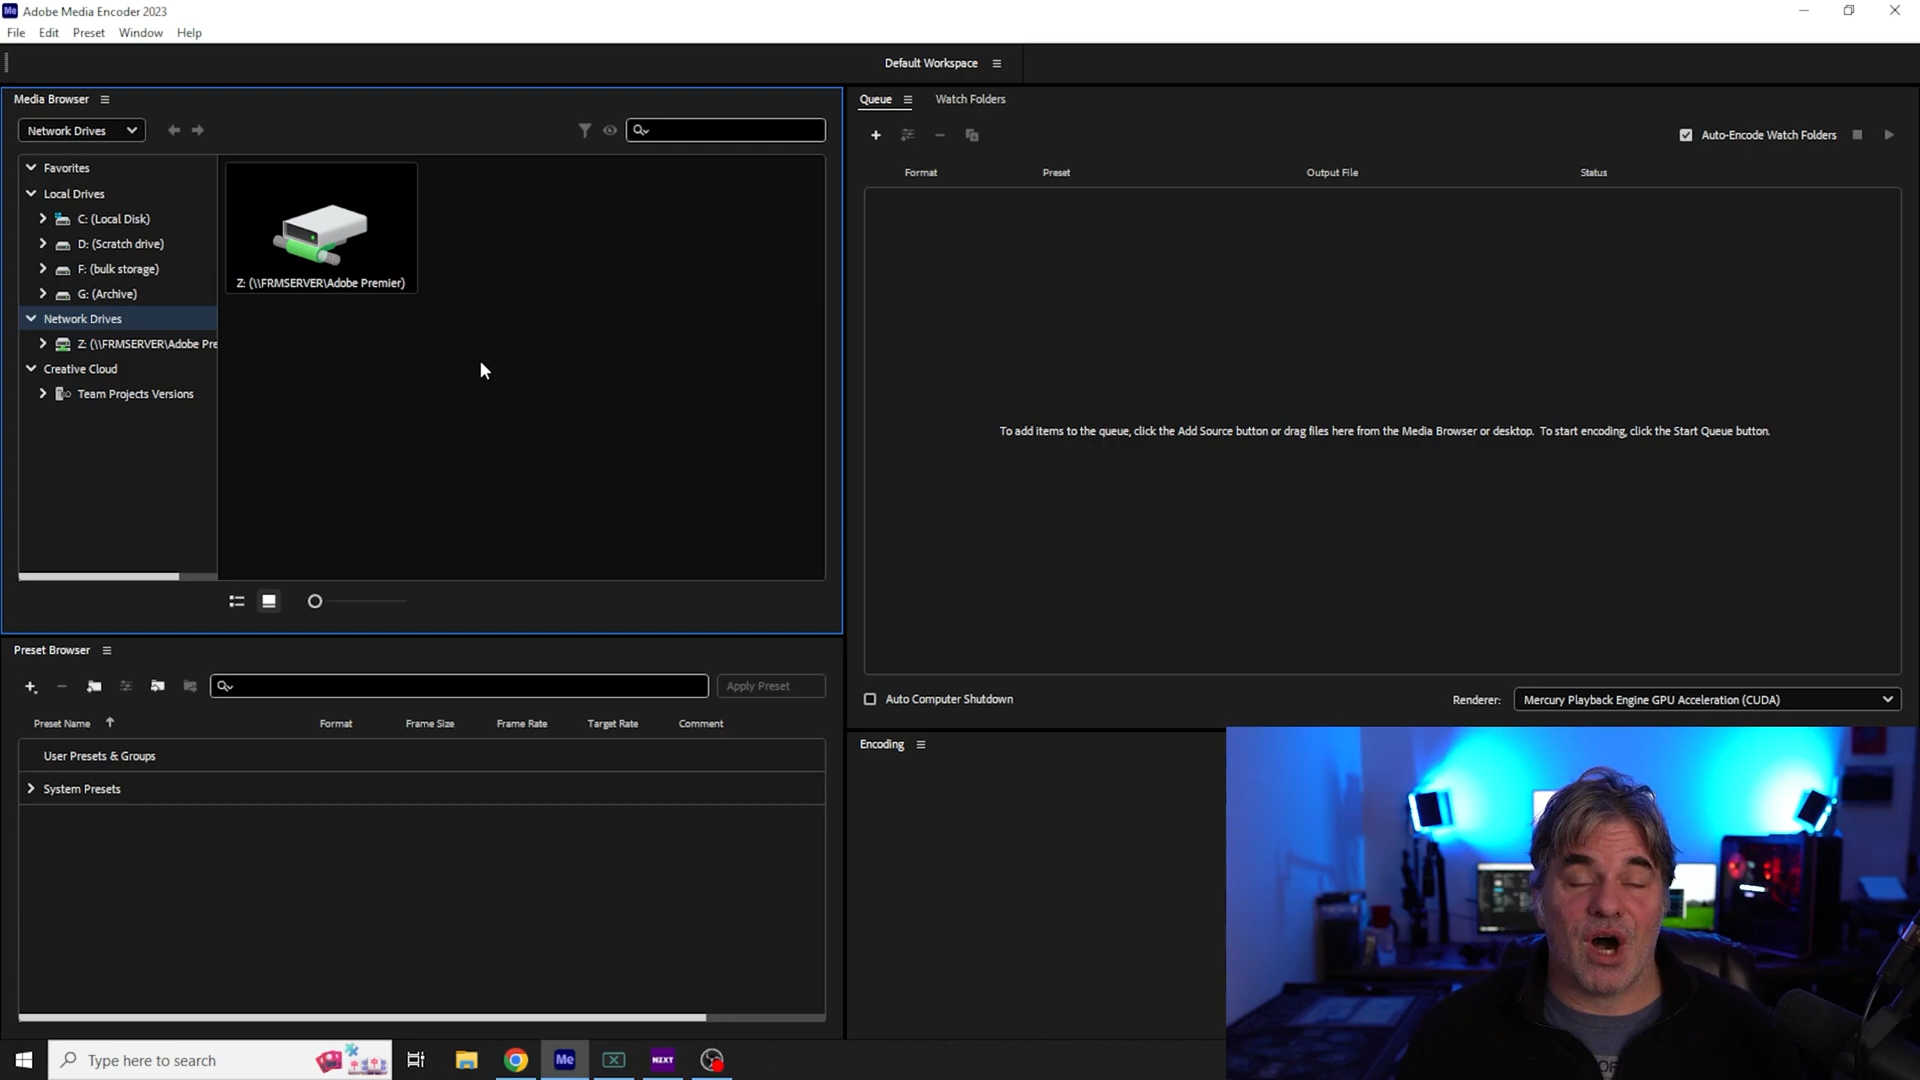 Me Adobe Media Encoder 2023
File Edit Preset Window Help
Default Workspace
Media Browser
Network Drives
Favorites
Local Drives
C: (Local Disk)
D: (Scratch drive)
F: (bulk storage)
G: (Archive)
Network Drives
Z: (\\FRMSERVER\Adobe Pre
Creative Cloud
Team Projects Versions
Z: (\\FRMSERVER\Adobe Premier)
Queue Watch Folders
Auto-Encode Watch Folders
Format Preset Output File Status
To add items to the queue, click the Add Source button or drag files here from the Media Browser or desktop. To start encoding, click the Start Queue button.
Auto Computer Shutdown
Renderer: Mercury Playback Engine GPU Acceleration (CUDA)
Preset Browser
Apply Preset
Preset Name Format Frame Size Frame Rate Target Rate Comment
User Presets & Groups
System Presets
Encoding
Type here to search
Me
NZXT